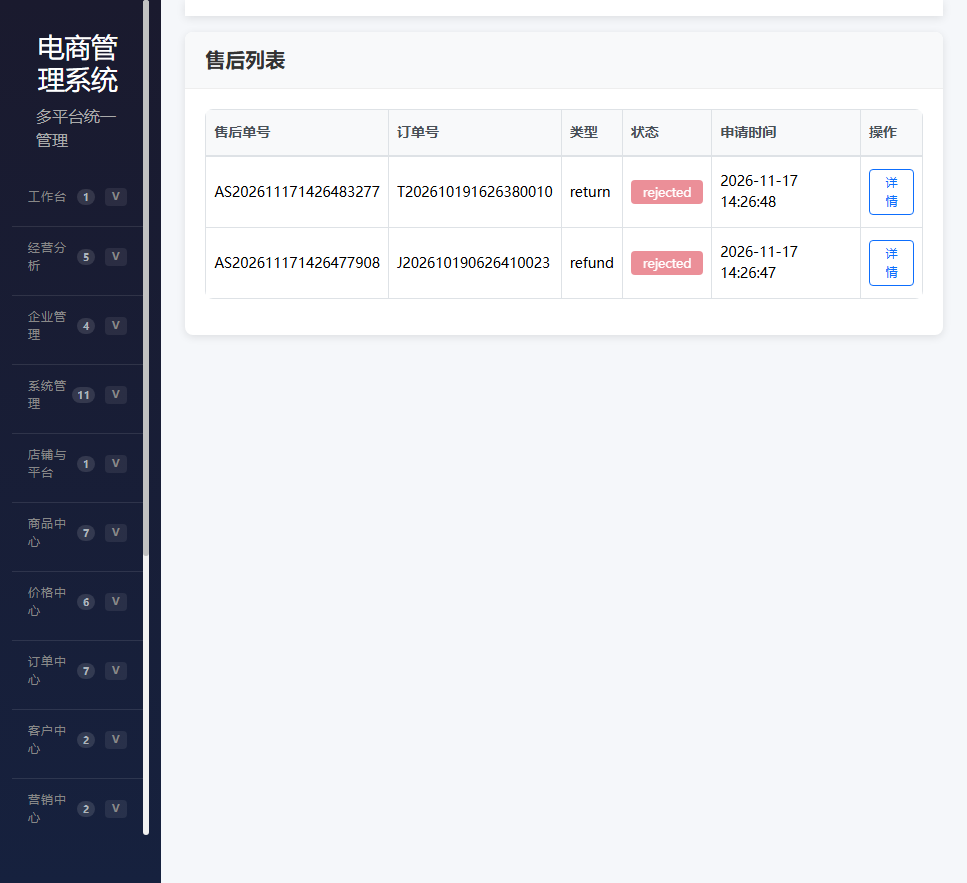 电商管
理系统
多平台统一
管理
工作台 1 V
经营分
析 5 V
企业管
理 4 V
系统管
理 11 V
店铺与
平台 1 V
商品中
心 7 V
价格中
心 6 V
订单中
心 7 V
客户中
心 2 V
营销中
心 2 V
售后列表
售后单号 订单号 类型 状态 申请时间 操作
AS202611171426483277 T202610191626380010 return rejected 2026-11-17
14:26:48 详
情
AS202611171426477908 J202610190626410023 refund rejected 2026-11-17
14:26:47 详
情